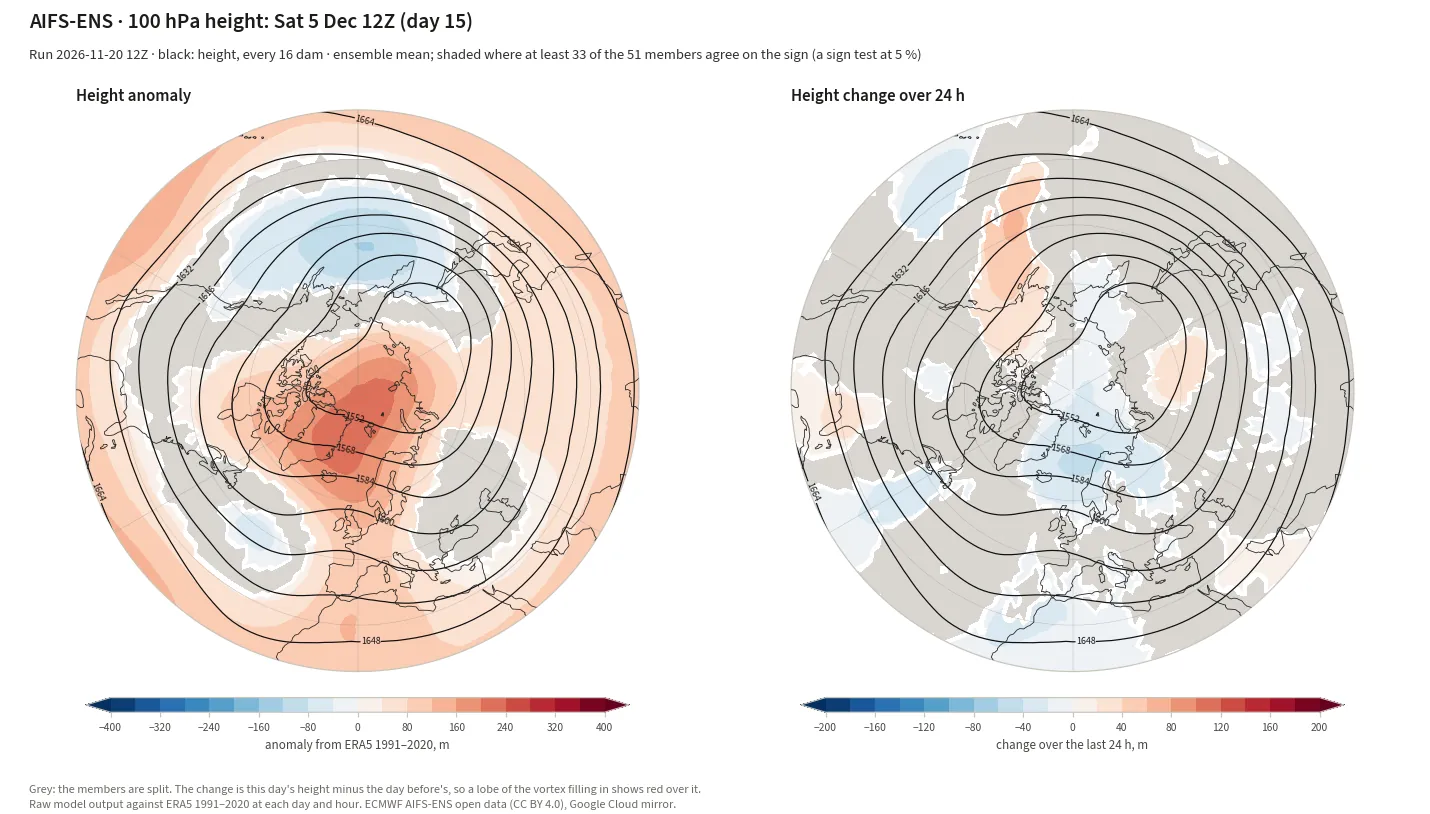 AIFS-ENS · 100 hPa height: Sat 5 Dec 12Z (day 15)
Run 2026-11-20 12Z · black: height, every 16 dam · ensemble mean; shaded where at least 33 of the 51 members agree on the sign (a sign test at 5 %)
Height anomaly
Height change over 24 h
1664
1632
1616
1552
1568
1584
1600
1664
1648
1664
1632
1616
1552
1568
1584
1600
1664
1648
−400 −320 −240 −160 −80 0 80 160 240 320 400
anomaly from ERA5 1991–2020, m
−200 −160 −120 −80 −40 0 40 80 120 160 200
change over the last 24 h, m
Grey: the members are split. The change is this day's height minus the day before's, so a lobe of the vortex filling in shows red over it.
Raw model output against ERA5 1991–2020 at each day and hour. ECMWF AIFS-ENS open data (CC BY 4.0), Google Cloud mirror.